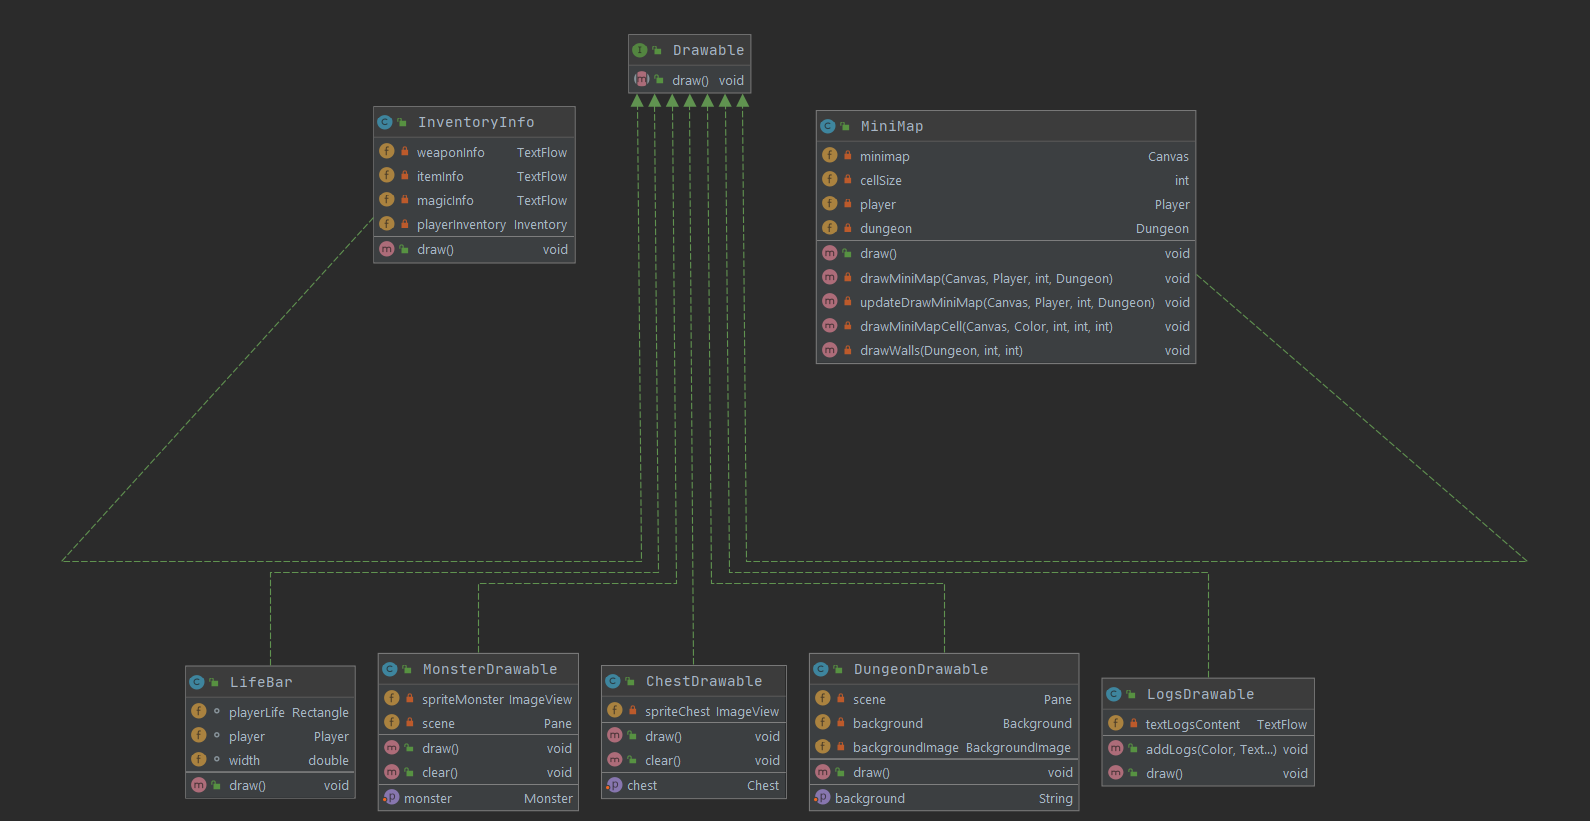 Drawable
draw() void
InventoryInfo
weaponInfo TextFlow
itemInfo TextFlow
magicInfo TextFlow
playerInventory Inventory
draw() void
MiniMap
minimap Canvas
cellSize int
player Player
dungeon Dungeon
draw() void
drawMiniMap(Canvas, Player, int, Dungeon) void
updateDrawMiniMap(Canvas, Player, int, Dungeon) void
drawMiniMapCell(Canvas, Color, int, int, int) void
drawWalls(Dungeon, int, int) void
LifeBar
playerLife Rectangle
player Player
width double
draw() void
MonsterDrawable
spriteMonster ImageView
scene Pane
draw() void
clear() void
monster Monster
ChestDrawable
spriteChest ImageView
draw() void
clear() void
chest Chest
DungeonDrawable
scene Pane
background Background
backgroundImage BackgroundImage
draw() void
background String
LogsDrawable
textLogsContent TextFlow
addLogs(Color, Text...) void
draw() void